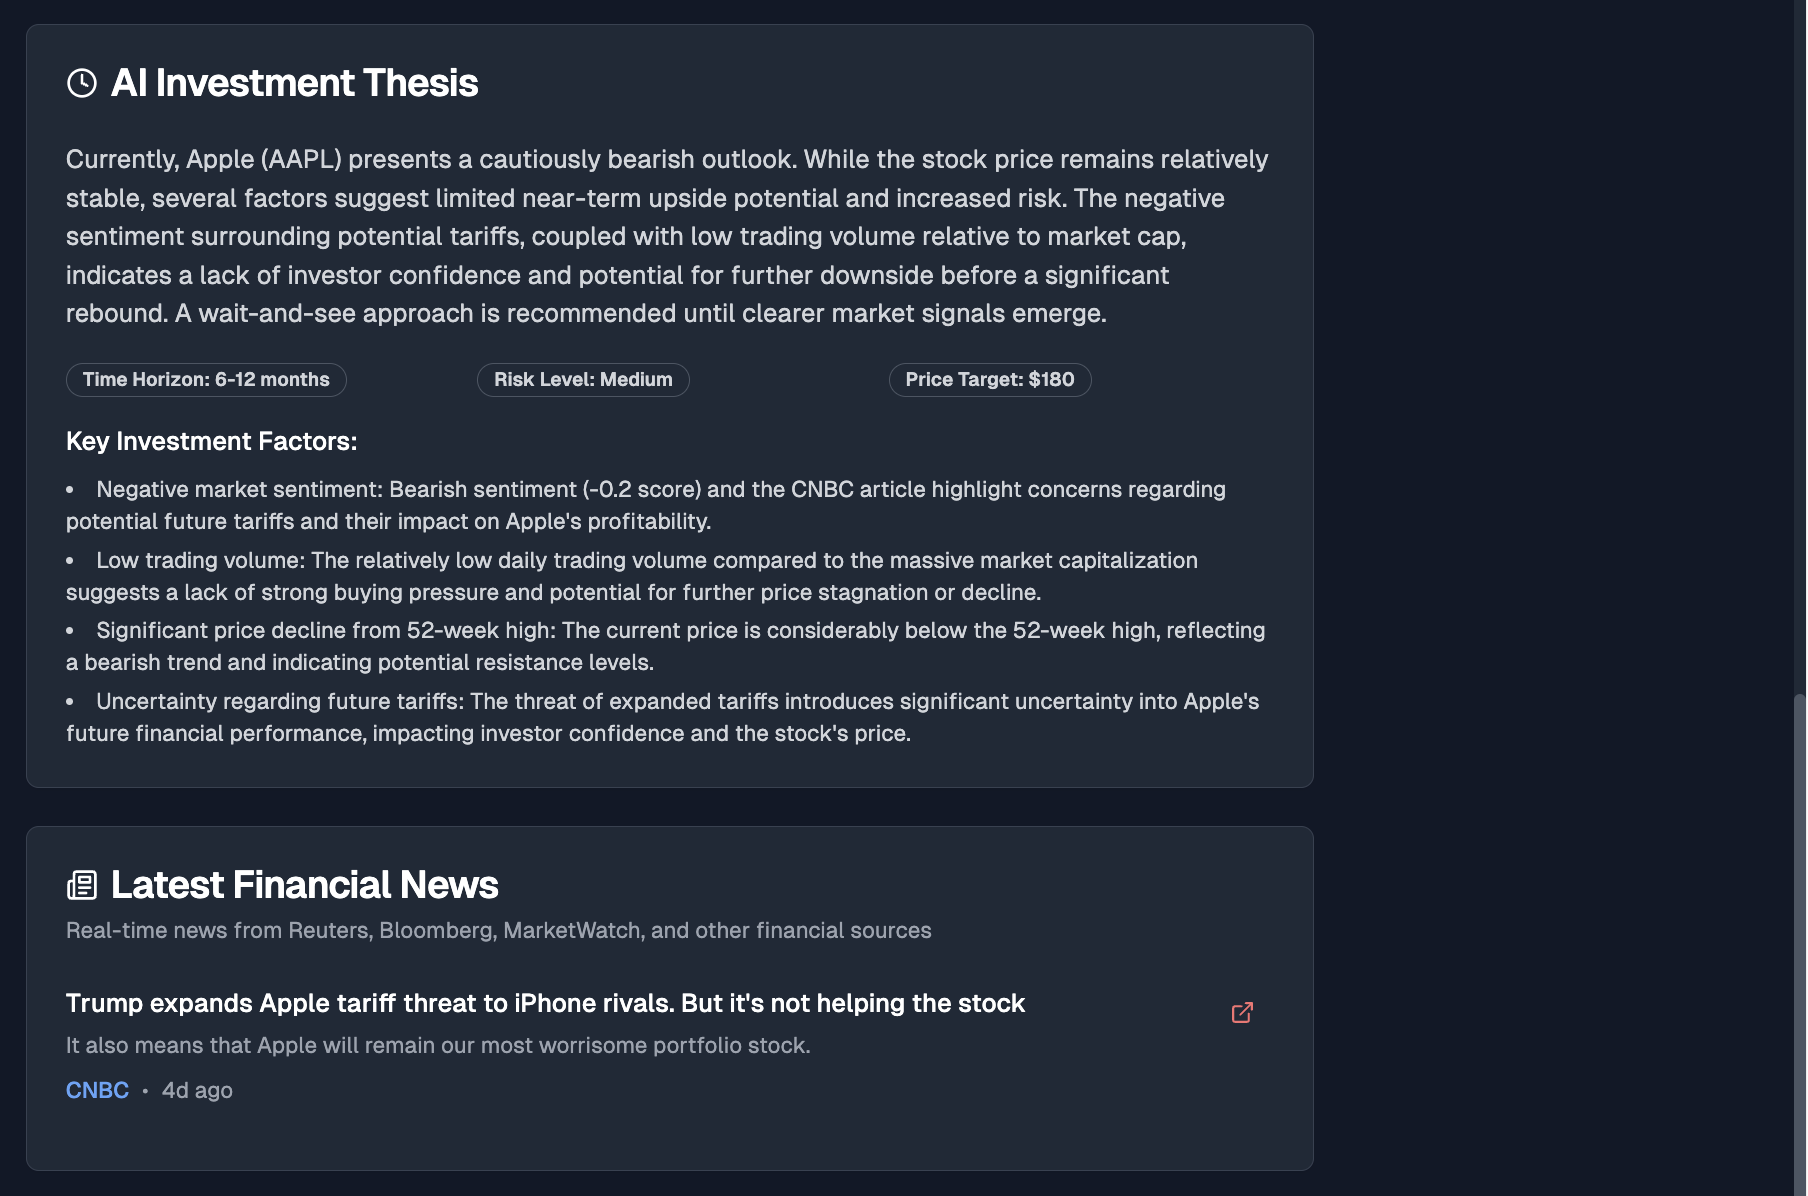 AI Investment Thesis
Currently, Apple (AAPL) presents a cautiously bearish outlook. While the stock price remains relatively
stable, several factors suggest limited near-term upside potential and increased risk. The negative
sentiment surrounding potential tariffs, coupled with low trading volume relative to market cap,
indicates a lack of investor confidence and potential for further downside before a significant
rebound. A wait-and-see approach is recommended until clearer market signals emerge.
Time Horizon: 6-12 months
Risk Level: Medium
Price Target: $180
Key Investment Factors:
• Negative market sentiment: Bearish sentiment (-0.2 score) and the CNBC article highlight concerns regarding
potential future tariffs and their impact on Apple's profitability.
• Low trading volume: The relatively low daily trading volume compared to the massive market capitalization
suggests a lack of strong buying pressure and potential for further price stagnation or decline.
• Significant price decline from 52-week high: The current price is considerably below the 52-week high, reflecting
a bearish trend and indicating potential resistance levels.
• Uncertainty regarding future tariffs: The threat of expanded tariffs introduces significant uncertainty into Apple's
future financial performance, impacting investor confidence and the stock's price.
Latest Financial News
Real-time news from Reuters, Bloomberg, MarketWatch, and other financial sources
Trump expands Apple tariff threat to iPhone rivals. But it's not helping the stock
It also means that Apple will remain our most worrisome portfolio stock.
CNBC • 4d ago